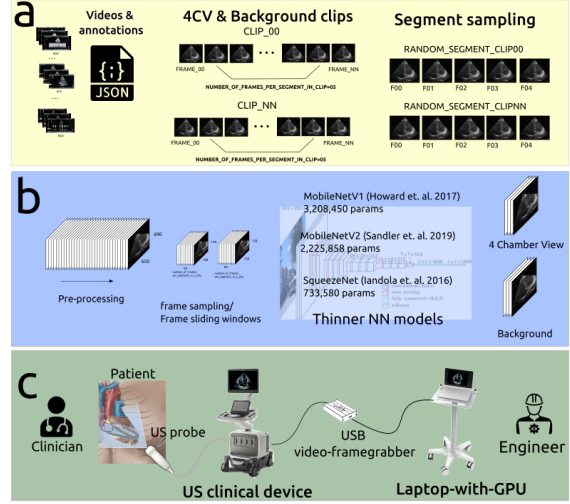 a
Videos &
annotations
{;}
JSON
4CV & Background clips
CLIP_00
FRAME_00
FRAME_NN
NUMBER_OF_FRAMES_PER_SEGMENT_IN_CLIP=05
CLIP_NN
FRAME_00
FRAME_NN
NUMBER_OF_FRAMES_PER_SEGMENT_IN_CLIP=05
Segment sampling
RANDOM_SEGMENT_CLIP00
F00 F01 F02 F03 F04
RANDOM_SEGMENT_CLIPNN
F00 F01 F02 F03 F04
b
690
650
Pre-processing
frame sampling/
Frame sliding windows
MobileNetV1 (Howard et. al. 2017)
3,208,450 params
MobileNetV2 (Sandler et. al. 2019)
2,225,858 params
SqueezeNet (Iandola et. al. 2016)
733,580 params
Thinner NN models
4 Chamber View
Background
c
Clinician
Patient
US probe
US clinical device
USB
video-framegrabber
Laptop-with-GPU
Engineer